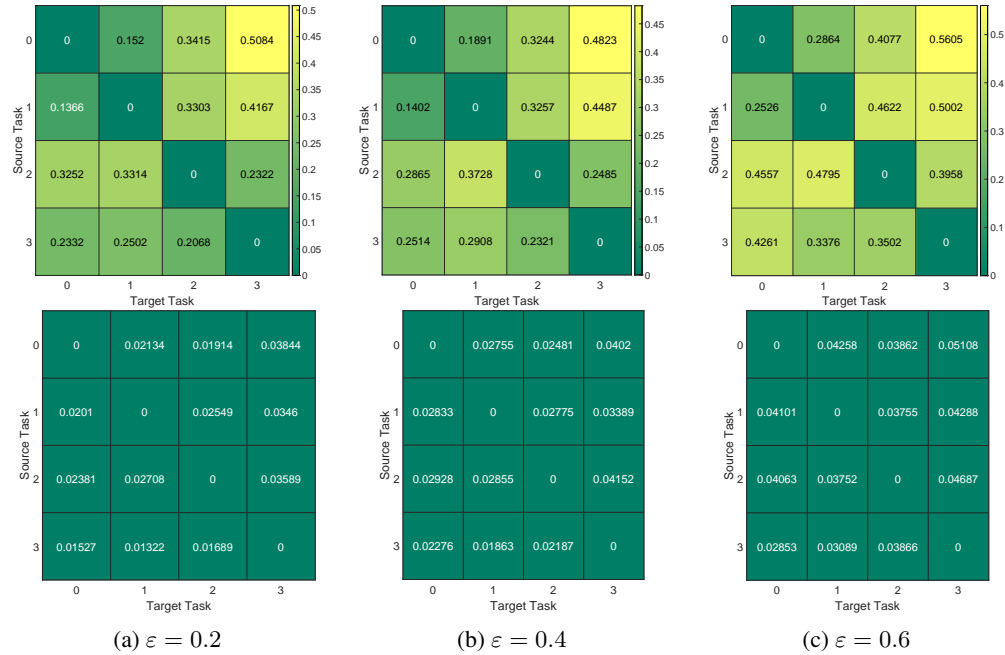 0 0 0.152 0.3415 0.5084
1 0.1366 0 0.3303 0.4167
2 0.3252 0.3314 0 0.2322
3 0.2332 0.2502 0.2068 0
0 1 2 3
Target Task
Source Task
0.5
0.45
0.4
0.35
0.3
0.25
0.2
0.15
0.1
0.05
0
0 0 0.1891 0.3244 0.4823
1 0.1402 0 0.3257 0.4487
2 0.2865 0.3728 0 0.2485
3 0.2514 0.2908 0.2321 0
0 1 2 3
Target Task
Source Task
0.45
0.4
0.35
0.3
0.25
0.2
0.15
0.1
0.05
0
0 0 0.2864 0.4077 0.5605
1 0.2526 0 0.4622 0.5002
2 0.4557 0.4795 0 0.3958
3 0.4261 0.3376 0.3502 0
0 1 2 3
Target Task
Source Task
0.5
0.4
0.3
0.2
0.1
0
0 0 0.02134 0.01914 0.03844
1 0.0201 0 0.02549 0.0346
2 0.02381 0.02708 0 0.03589
3 0.01527 0.01322 0.01689 0
0 1 2 3
Target Task
Source Task
0 0 0.02755 0.02481 0.0402
1 0.02833 0 0.02775 0.03389
2 0.02928 0.02855 0 0.04152
3 0.02276 0.01863 0.02187 0
0 1 2 3
Target Task
Source Task
0 0 0.04258 0.03862 0.05108
1 0.04101 0 0.03755 0.04288
2 0.04063 0.03752 0 0.04687
3 0.02853 0.03089 0.03866 0
0 1 2 3
Target Task
Source Task
(a) ε = 0.2
(b) ε = 0.4
(c) ε = 0.6